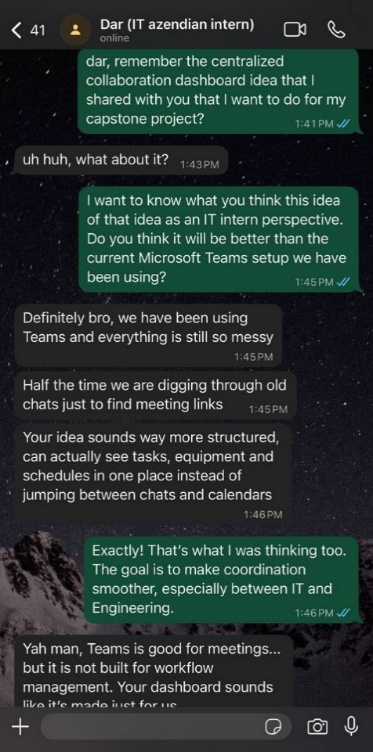 41
Dar (IT azendian intern)
online
dar, remember the centralized
collaboration dashboard idea that I
shared with you that I want to do for my
capstone project?
1:41 PM
uh huh, what about it?
1:43 PM
I want to know what you think this idea
of that idea as an IT intern perspective.
Do you think it will be better than the
current Microsoft Teams setup we have
been using?
1:45 PM
Definitely bro, we have been using
Teams and everything is still so messy
1:45 PM
Half the time we are digging through old
chats just to find meeting links
1:45 PM
Your idea sounds way more structured,
can actually see tasks, equipment and
schedules in one place instead of
jumping between chats and calendars
1:46 PM
Exactly! That's what I was thinking too.
The goal is to make coordination
smoother, especially between IT and
Engineering.
1:46 PM
Yah man, Teams is good for meetings...
but it is not built for workflow
management. Your dashboard sounds
like it's made just for us